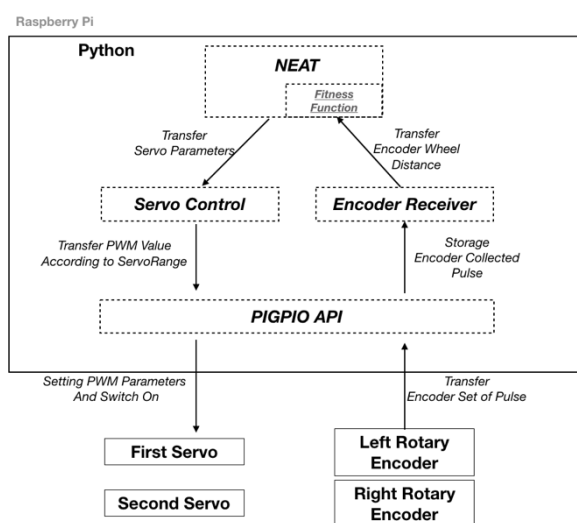 Raspberry Pi
Python
NEAT
Fitness
Function
Transfer
Servo Parameters
Transfer
Encoder Wheel
Distance
Servo Control
Encoder Receiver
Transfer PWM Value
According to ServoRange
Storage
Encoder Collected
Pulse
PIGPIO API
Setting PWM Parameters
And Switch On
Transfer
Encoder Set of Pulse
First Servo
Left Rotary
Encoder
Second Servo
Right Rotary
Encoder